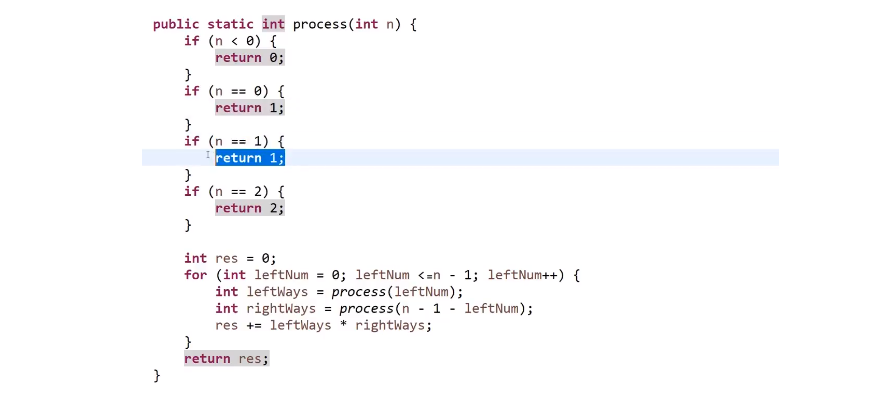 public static int process(int n) {
if (n < 0) {
return 0;
}
if (n == 0) {
return 1;
}
if (n == 1) {
return 1;
}
if (n == 2) {
return 2;
}
int res = 0;
for (int leftNum = 0; leftNum <=n - 1; leftNum++) {
int leftWays = process(leftNum);
int rightWays = process(n - 1 - leftNum);
res += leftWays * rightWays;
}
return res;
}